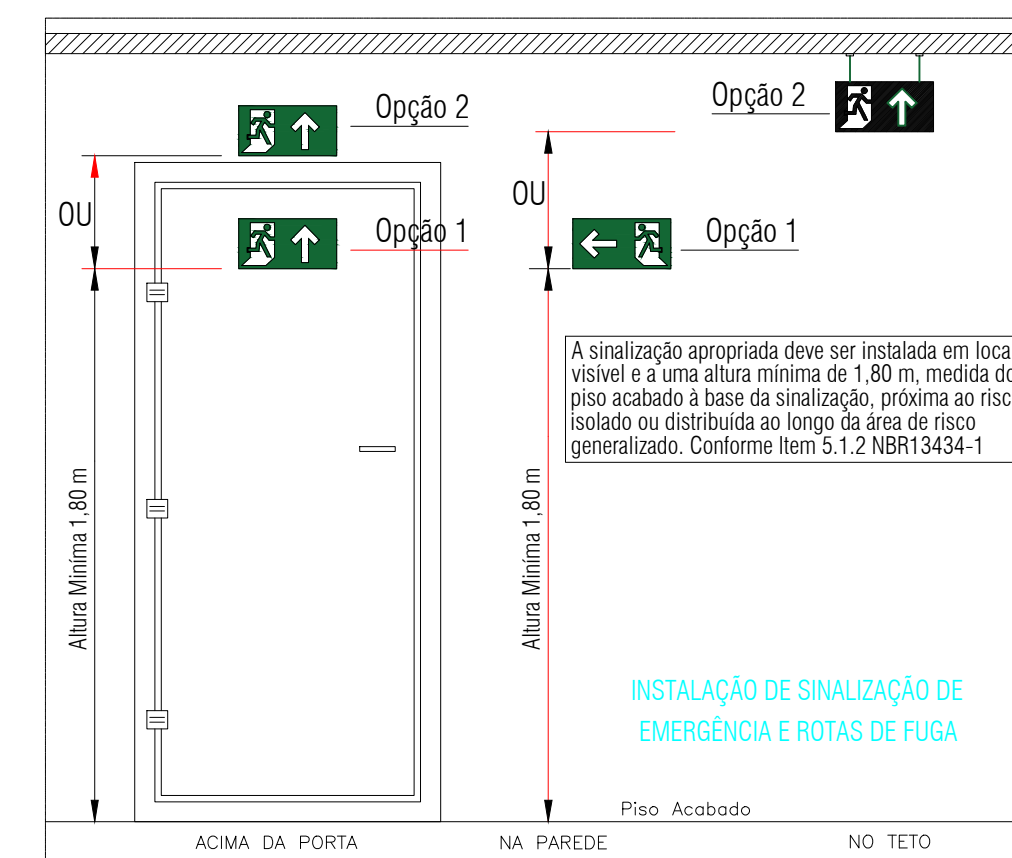 Opção 2
Opção 2
OU
OU
Opção 1
Opção 1
A sinalização apropriada deve ser instalada em loca
visível e a uma altura mínima de 1,80 m, medida do
piso acabado à base da sinalização, próxima ao risc
isolado ou distribuída ao longo da área de risco
generalizado. Conforme Item 5.1.2 NBR13434-1
Altura Miníma 1,80 m
Altura Miníma 1,80 m
INSTALAÇÃO DE SINALIZAÇÃO DE
EMERGÊNCIA E ROTAS DE FUGA
Piso Acabado
ACIMA DA PORTA
NA PAREDE
NO TETO